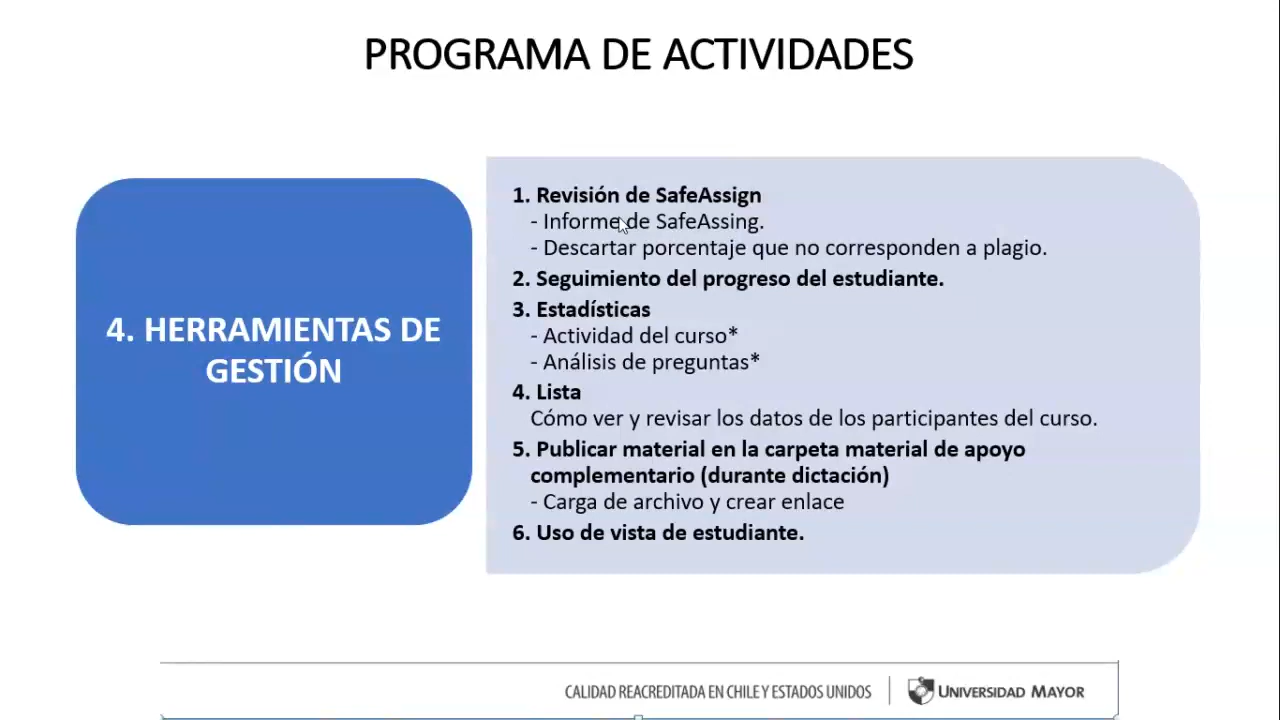 PROGRAMA DE ACTIVIDADES
4. HERRAMIENTAS DE
GESTIÓN
1. Revisión de SafeAssign
- Informe de SafeAssing.
- Descartar porcentaje que no corresponden a plagio.
2. Seguimiento del progreso del estudiante.
3. Estadísticas
- Actividad del curso*
- Análisis de preguntas*
4. Lista
Cómo ver y revisar los datos de los participantes del curso.
5. Publicar material en la carpeta material de apoyo
complementario (durante dictación)
- Carga de archivo y crear enlace
6. Uso de vista de estudiante.
CALIDAD REACREDITADA EN CHILE Y ESTADOS UNIDOS
UNIVERSIDAD MAYOR